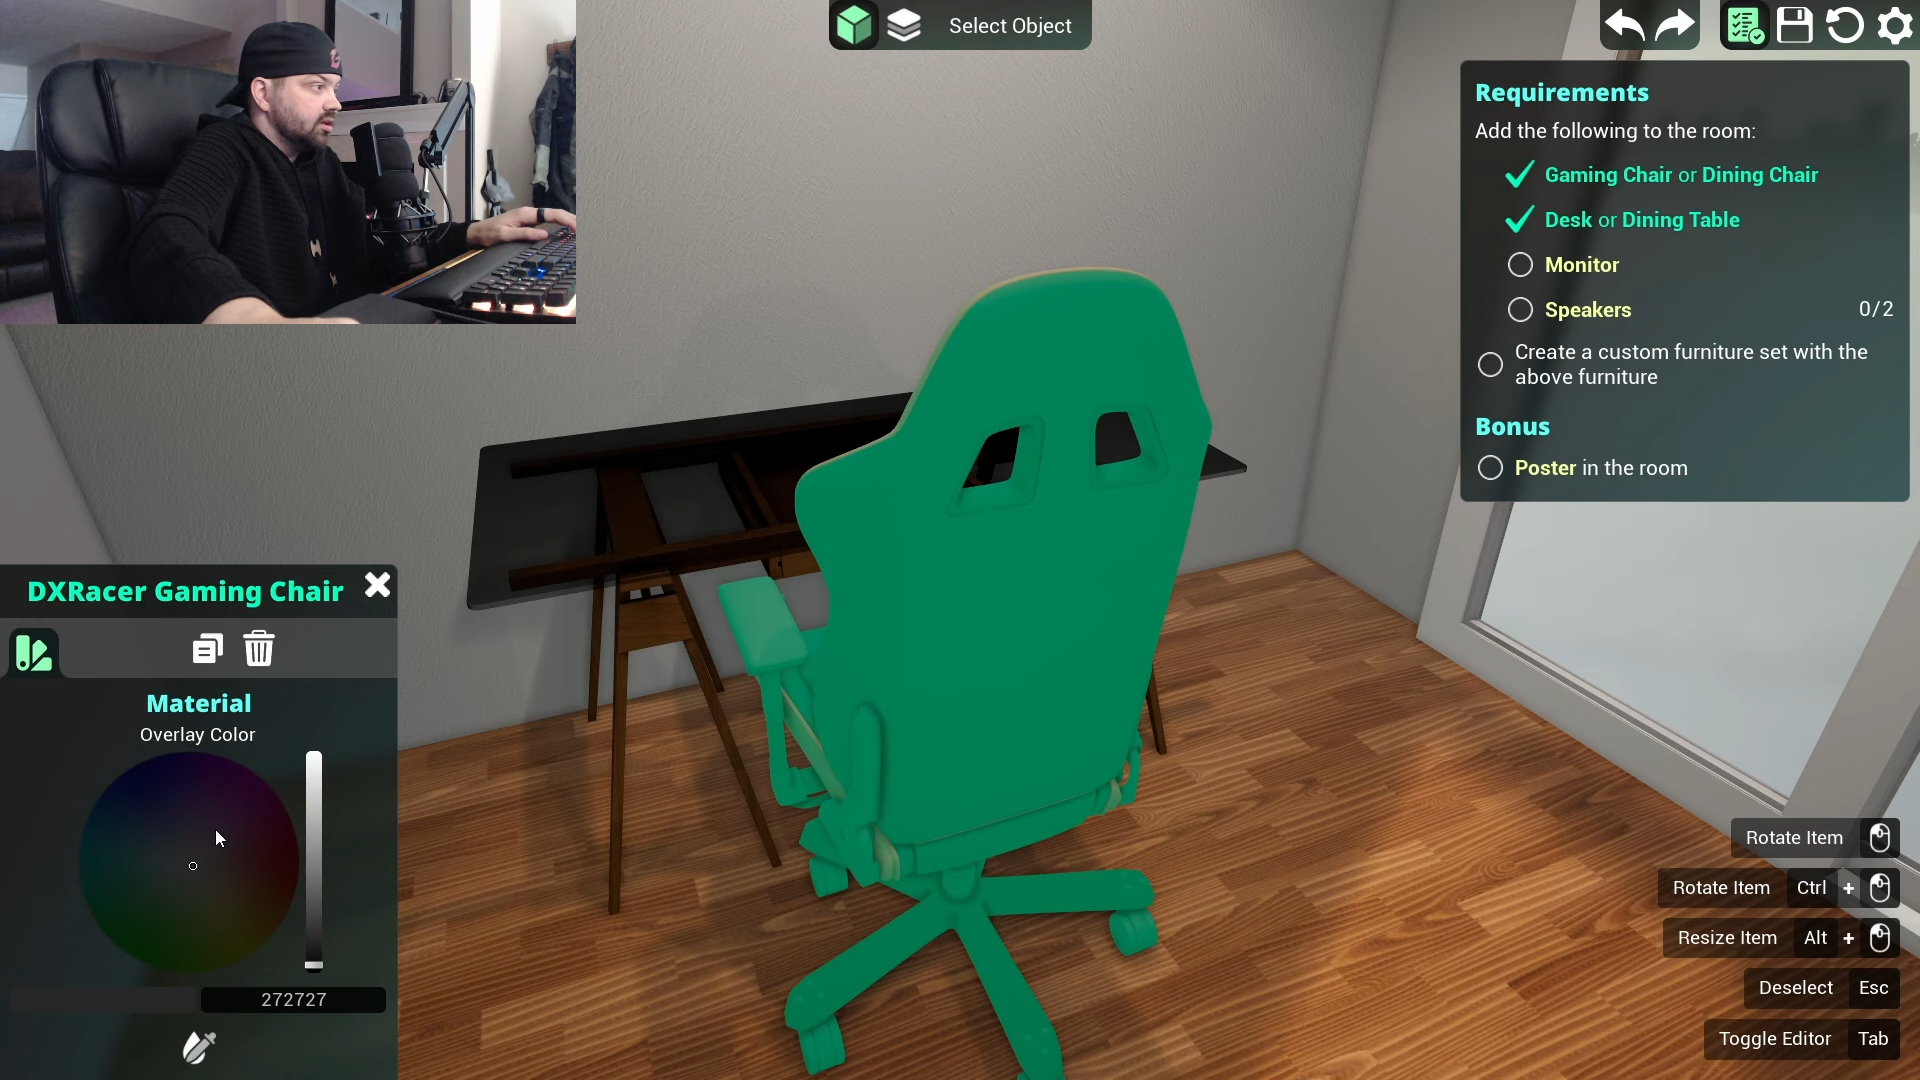 Select Object
Requirements
Add the following to the room:
Gaming Chair or Dining Chair
Desk or Dining Table
Monitor
Speakers 0/2
Create a custom furniture set with the
above furniture
Bonus
Poster in the room
DXRacer Gaming Chair
Material
Overlay Color
272727
Rotate Item
Rotate Item Ctrl +
Resize Item Alt +
Deselect Esc
Toggle Editor Tab